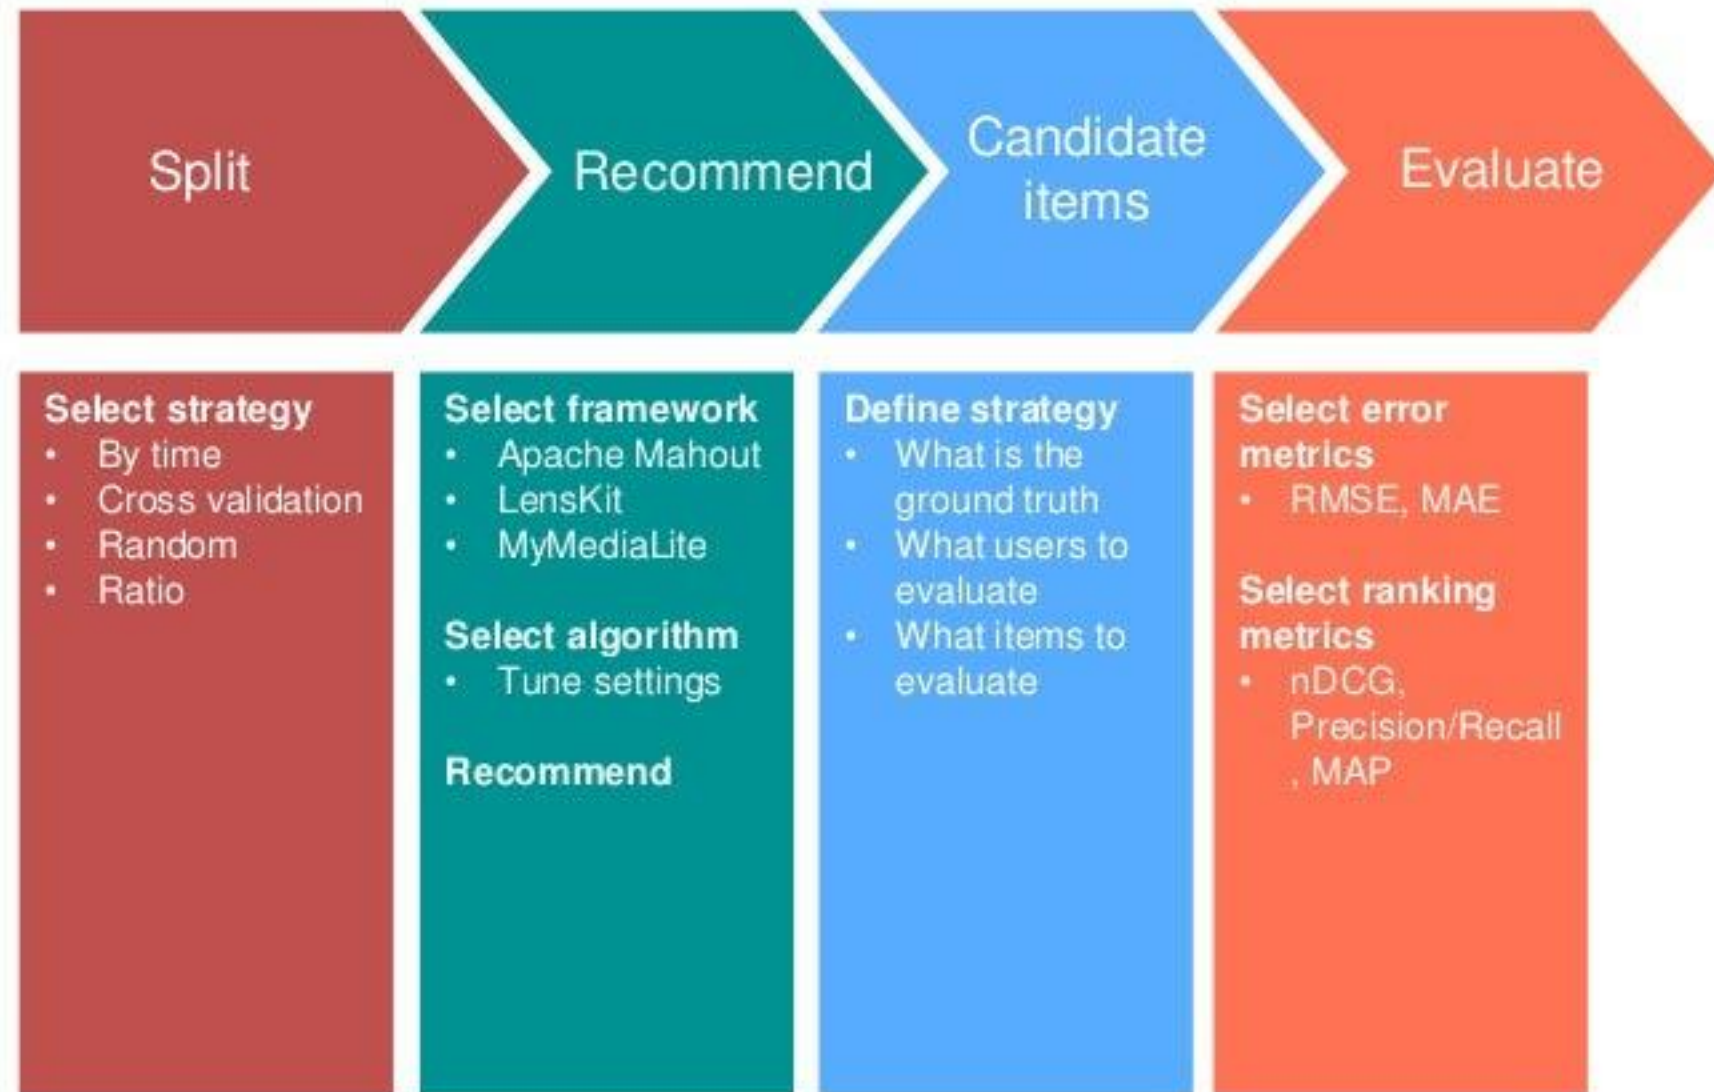 Split
Recommend
Candidate
items
Evaluate
Select strategy
• By time
• Cross validation
• Random
• Ratio
Select framework
• Apache Mahout
• LensKit
• MyMediaLite
Select algorithm
• Tune settings
Recommend
Define strategy
• What is the
ground truth
• What users to
evaluate
• What items to
evaluate
Select error
metrics
• RMSE, MAE
Select ranking
metrics
• nDCG,
Precision/Recall
, MAP